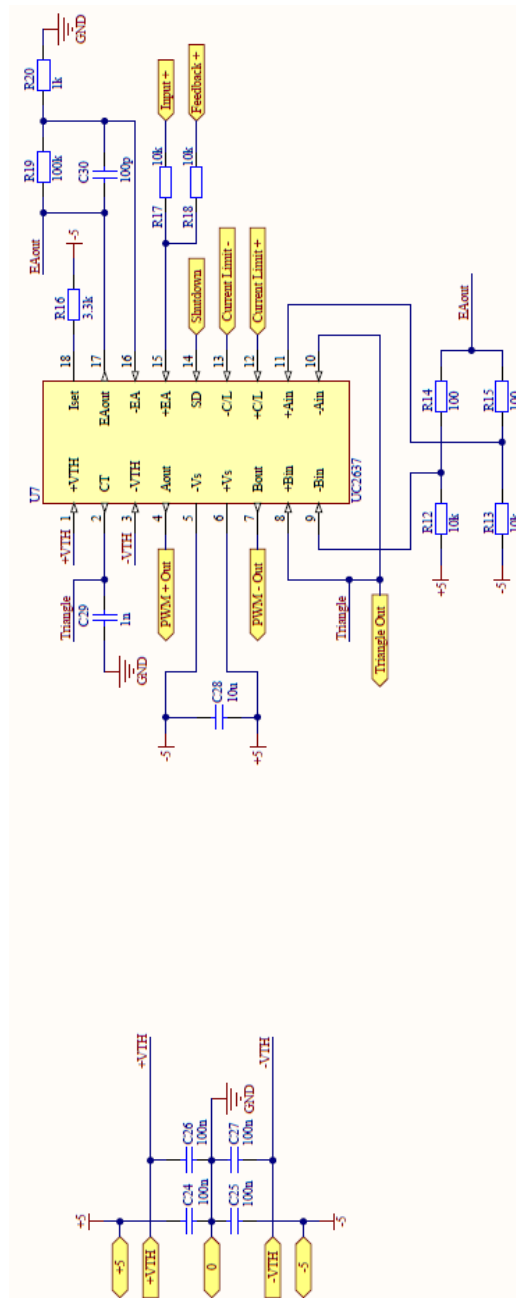 GND
R20
1k
R19
100k
C30
100p
EAout
R16
3.3k
-5
Input +
Feedback +
10k
10k
R17
R18
Shutdown
Current Limit -
Current Limit +
EAout
R14
100
R15
100
R12
10k
R13
10k
+5
-5
18
17
16
15
14
13
12
11
10
Iset
EAout
-EA
+EA
SD
-C/L
+C/L
+Ain
-Ain
U7
UC2637
+VTH
CT
-VTH
Aout
-Vs
+Vs
Bout
+Bin
-Bin
1
2
3
4
5
6
7
8
9
+VTH
-VTH
Triangle
C29
1n
GND
PWM + Out
PWM - Out
C28
10u
-5
+5
Triangle
Triangle Out
+VTH
-VTH
GND
C26
100n
C27
100n
C24
100n
C25
100n
+5
-5
+5
+VTH
0
-VTH
-5